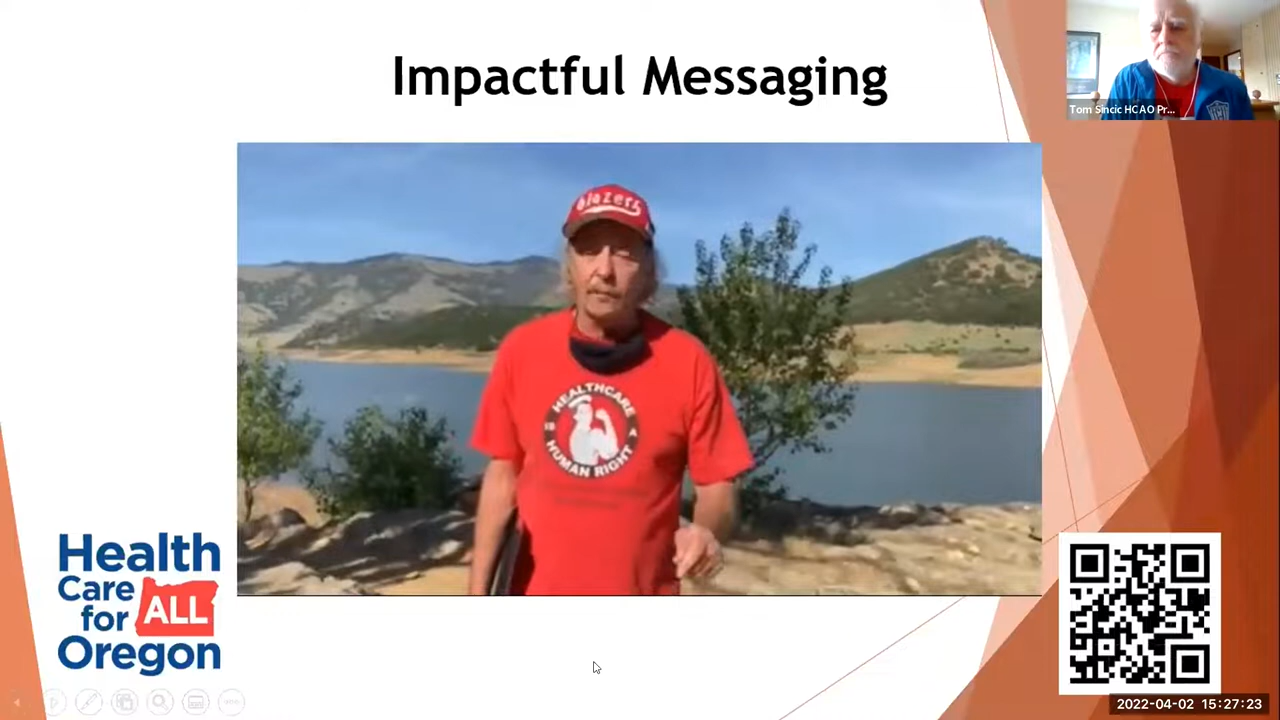 Impactful Messaging
Tom Sincic HCAO Pr...
Blazers
HEALTHCARE
IS A
HUMAN RIGHT
Health
Care
for ALL
Oregon
2022-04-02 15:27:23